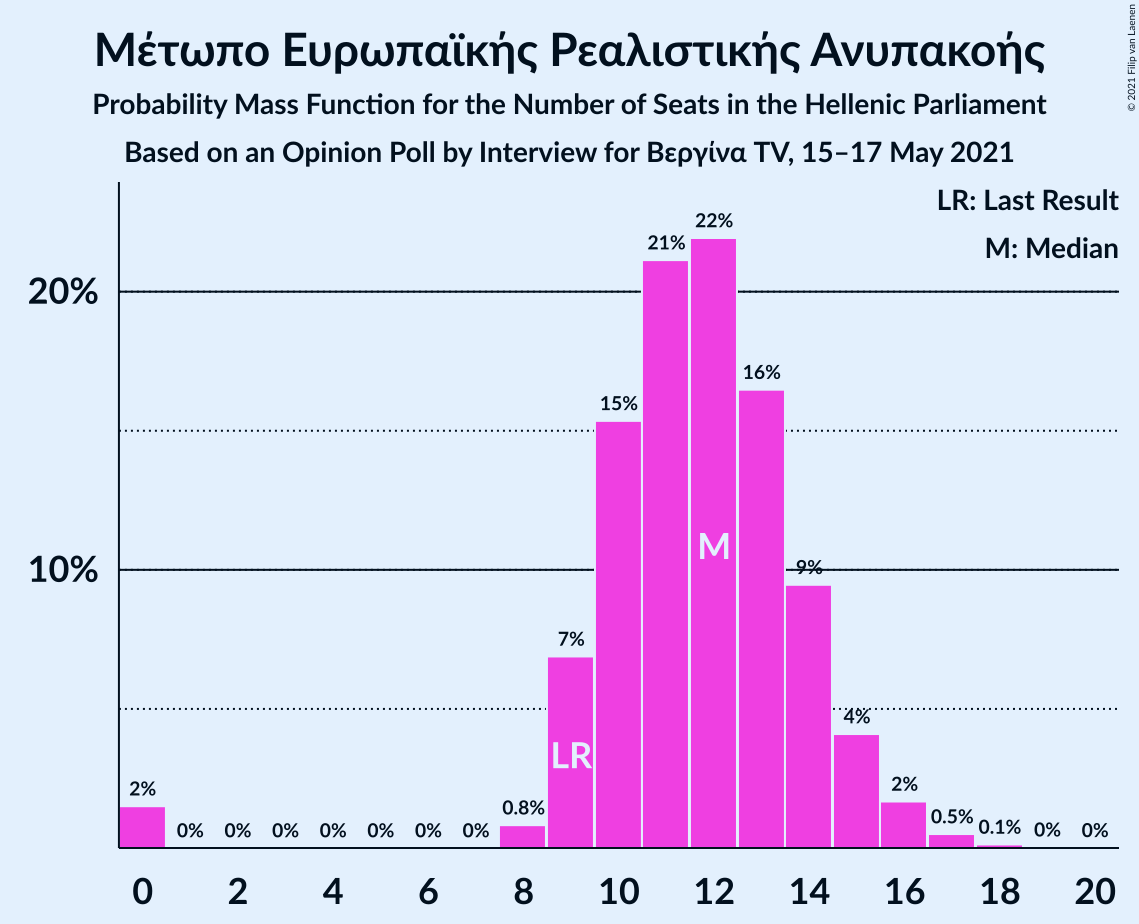 Μέτωπο Ευρωπαϊκής Ρεαλιστικής Ανυπακοής
Probability Mass Function for the Number of Seats in the Hellenic Parliament
Based on an Opinion Poll by Interview for Βεργίνα TV, 15–17 May 2021
© 2021 Filip van Laenen
LR: Last Result
M: Median
20%
10%
2%
0%
0%
0%
0%
0%
0%
0%
0.8%
7%
15%
21%
22%
16%
9%
4%
2%
0.5%
0.1%
0%
0%
LR
M
0 2 4 6 8 10 12 14 16 18 20